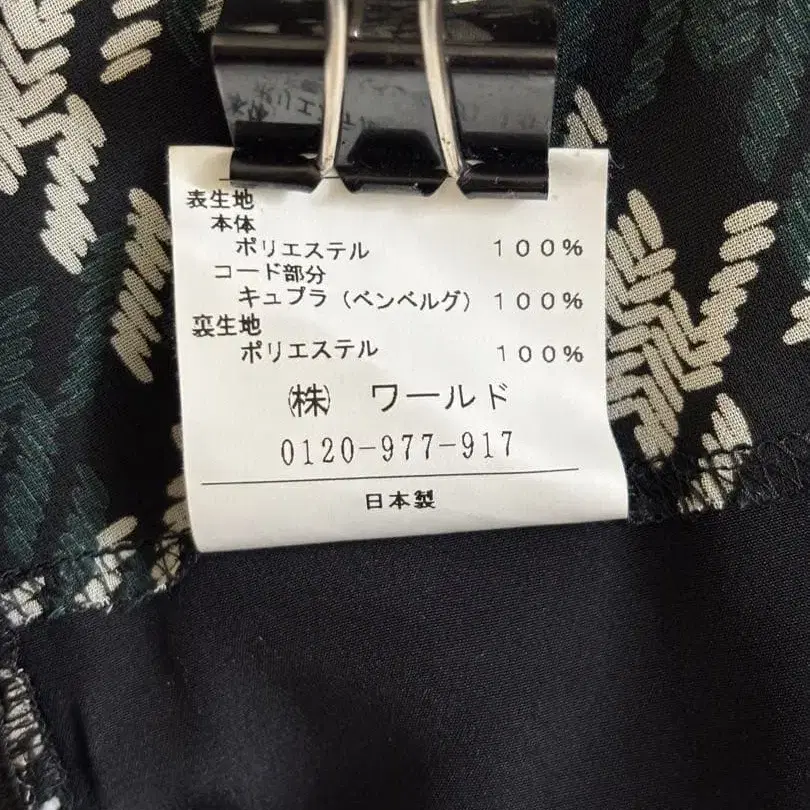 表生地
本体
ポリエステル 100%
コード部分
キュプラ(ベンベルグ) 100%
裏生地
ポリエステル 100%
㈱ ワールド
0120-977-917
日本製